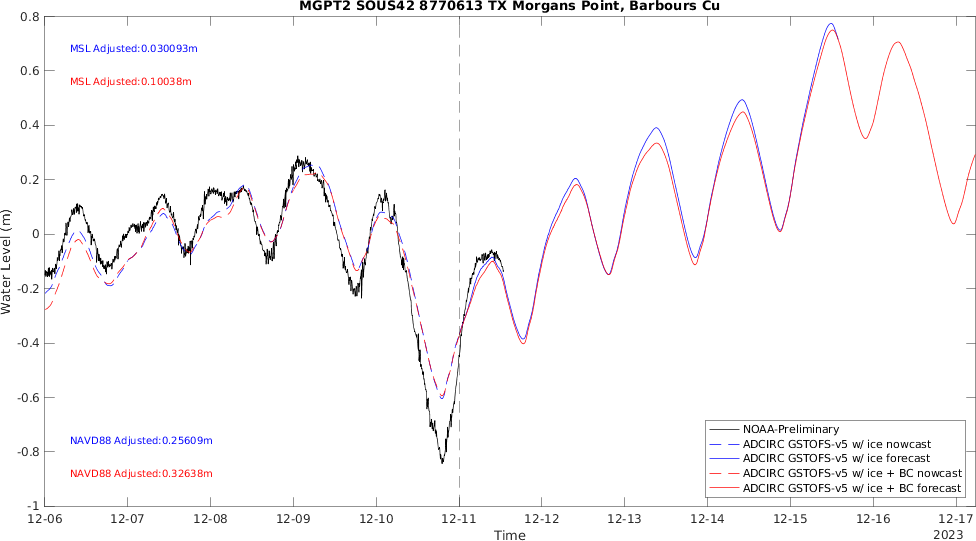 MGPT2 SOUS42 8770613 TX Morgans Point, Barbours Cu
MSL Adjusted:0.030093m
MSL Adjusted:0.10038m
NAVD88 Adjusted:0.25609m
NAVD88 Adjusted:0.32638m
Water Level (m)
0.8
0.6
0.4
0.2
0
-0.2
-0.4
-0.6
-0.8
-1
NOAA-Preliminary
ADCIRC GSTOFS-v5 w/ ice nowcast
ADCIRC GSTOFS-v5 w/ ice forecast
ADCIRC GSTOFS-v5 w/ ice + BC nowcast
ADCIRC GSTOFS-v5 w/ ice + BC forecast
12-06 12-07 12-08 12-09 12-10 12-11 12-12 12-13 12-14 12-15 12-16 12-17
Time
2023